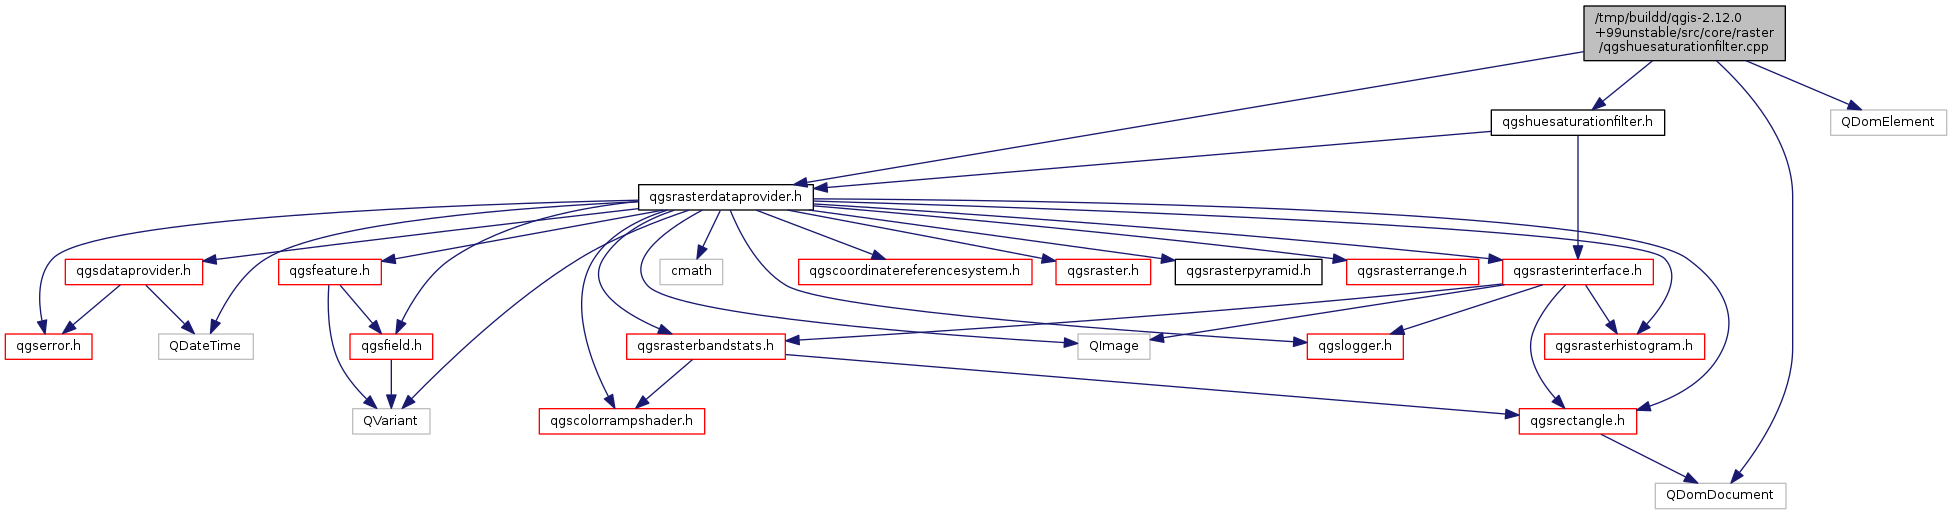 /tmp/buildd/qgis-2.12.0
+99unstable/src/core/raster
/qgshuesaturationfilter.cpp
qgshuesaturationfilter.h
QDomElement
qgsrasterdataprovider.h
qgsdataprovider.h
qgsfeature.h
cmath
qgscoordinatereferencesystem.h
qgsraster.h
qgsrasterpyramid.h
qgsrasterrange.h
qgsrasterinterface.h
qgserror.h
QDateTime
qgsfield.h
qgsrasterbandstats.h
QImage
qgslogger.h
qgsrasterhistogram.h
QVariant
qgscolorrampshader.h
qgsrectangle.h
QDomDocument